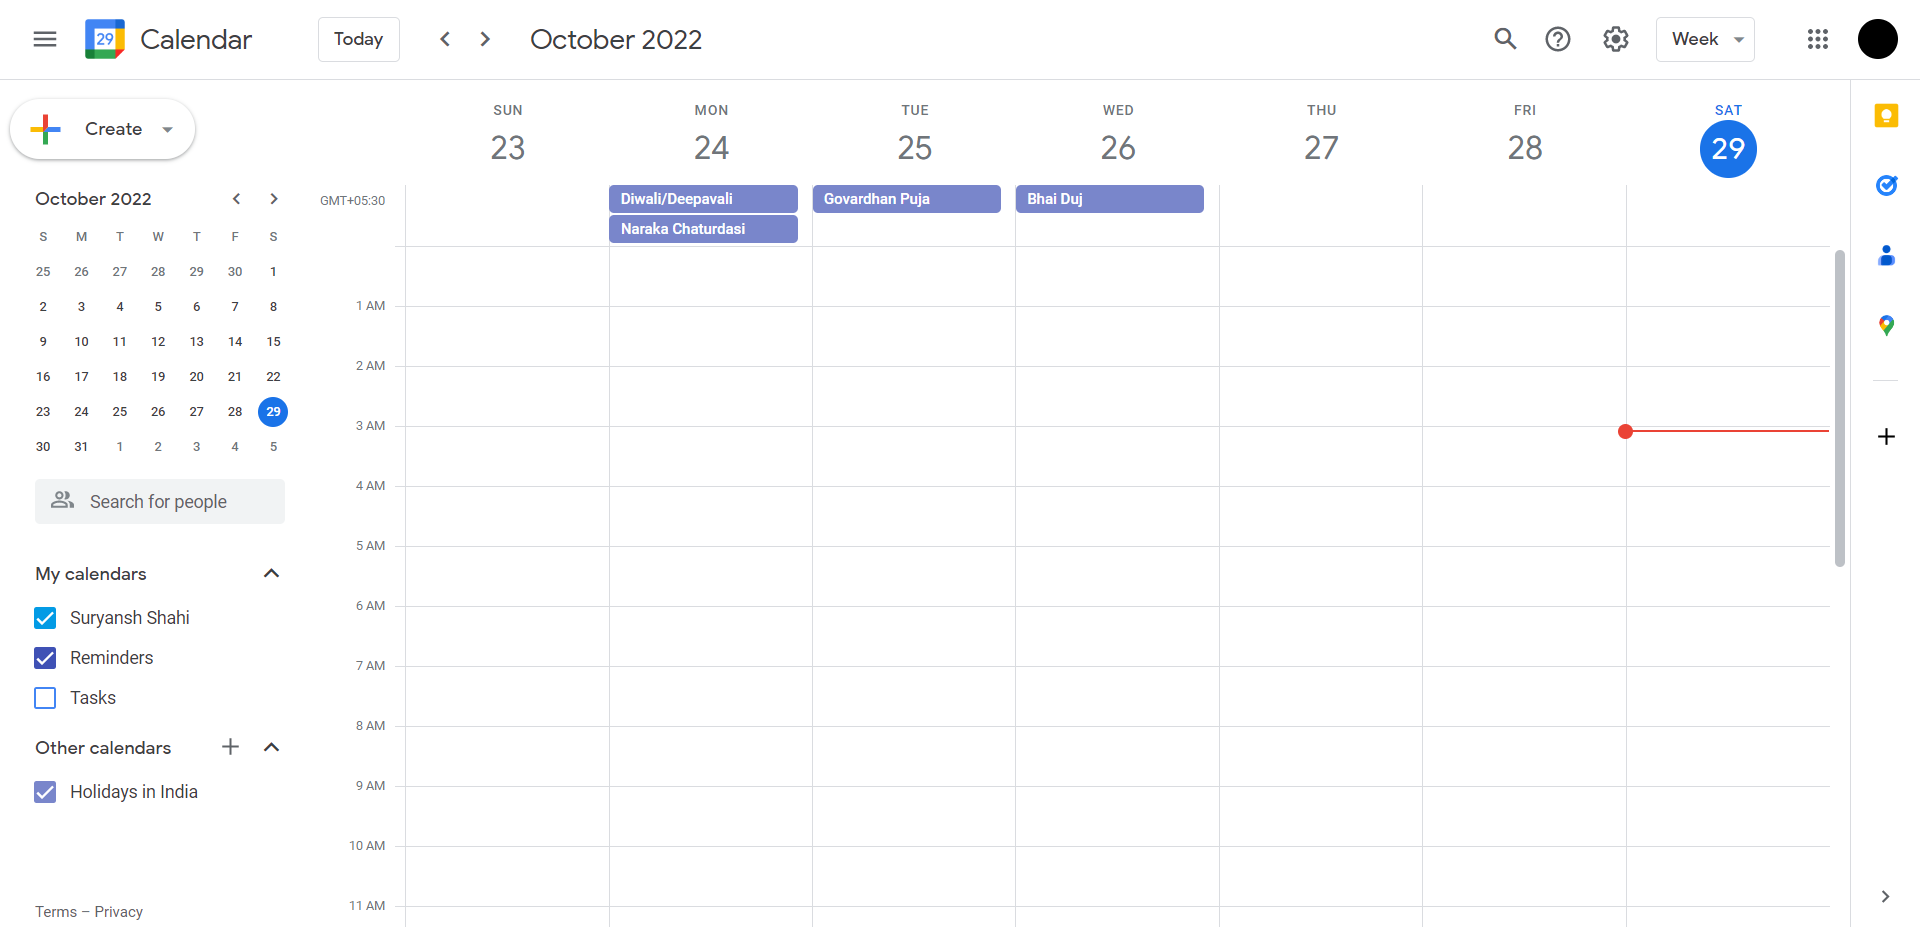 29 Calendar Today October 2022 Week
Create
October 2022
S M T W T F S
25 26 27 28 29 30 1
2 3 4 5 6 7 8
9 10 11 12 13 14 15
16 17 18 19 20 21 22
23 24 25 26 27 28 29
30 31 1 2 3 4 5
Search for people
My calendars
Suryansh Shahi
Reminders
Tasks
Other calendars
Holidays in India
Terms – Privacy
SUN MON TUE WED THU FRI SAT
23 24 25 26 27 28 29
GMT+05:30
Diwali/Deepavali Govardhan Puja Bhai Duj
Naraka Chaturdasi
1 AM
2 AM
3 AM
4 AM
5 AM
6 AM
7 AM
8 AM
9 AM
10 AM
11 AM